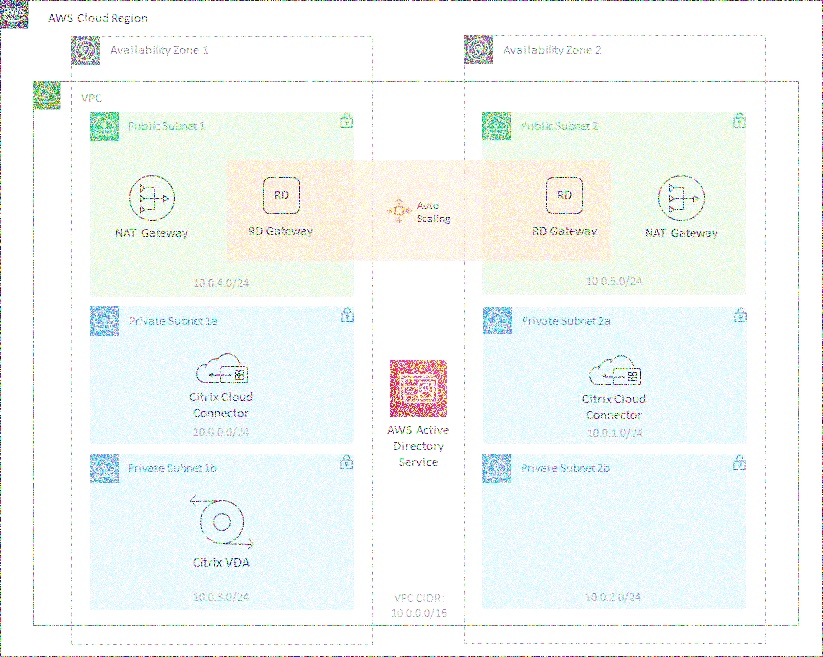 AWS Cloud Region
Availability Zone 1
Availability Zone 2
VPC
Public Subnet 1
Public Subnet 2
RD
RD
Auto
Scaling
NAT Gateway
RD Gateway
RD Gateway
NAT Gateway
10.0.4.0/24
10.0.5.0/24
Private Subnet 1a
Private Subnet 2a
Citrix Cloud
Connector
10.0.0.0/24
Citrix Cloud
Connector
10.0.1.0/24
AWS Active
Directory
Service
Private Subnet 1b
Private Subnet 2b
Citrix VDA
10.0.3.0/24
VPC CIDR
10.0.0.0/16
10.0.2.0/24